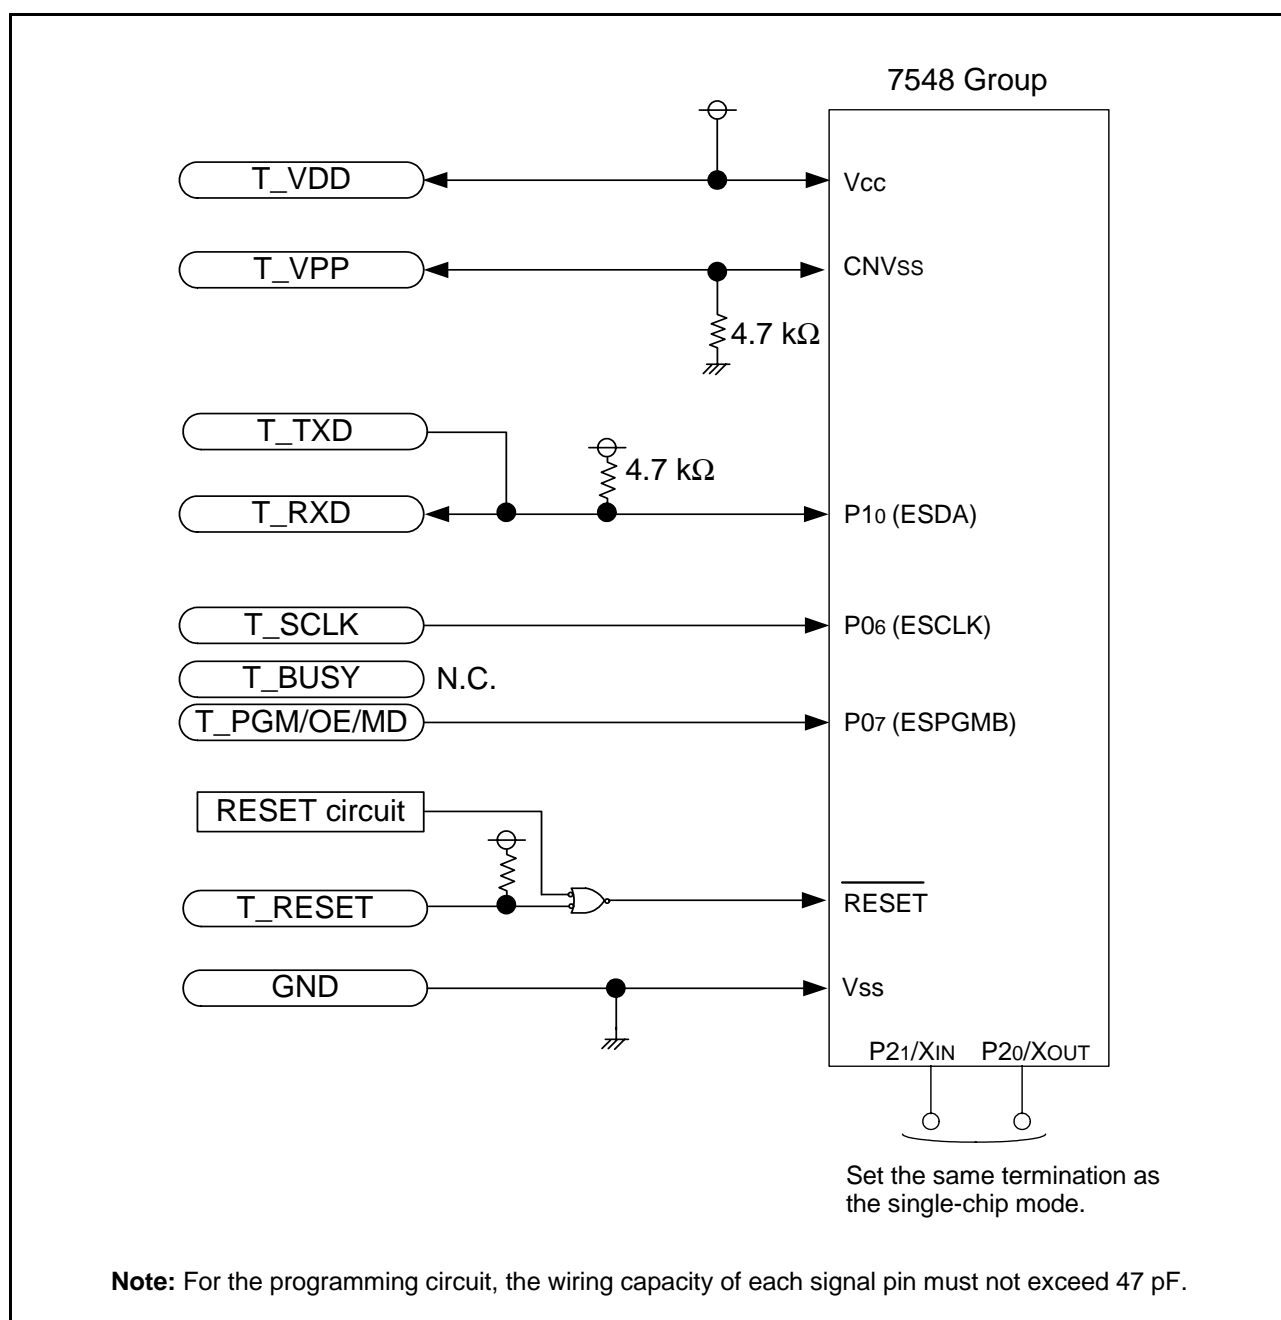 7548 Group
T_VDD
Vcc
T_VPP
CNVss
4.7 kΩ
T_TXD
4.7 kΩ
T_RXD
P10 (ESDA)
T_SCLK
P06 (ESCLK)
T_BUSY N.C.
T_PGM/OE/MD
P07 (ESPGMB)
RESET circuit
T_RESET
RESET
GND
Vss
P21/XIN P20/XOUT
Set the same termination as
the single-chip mode.
Note: For the programming circuit, the wiring capacity of each signal pin must not exceed 47 pF.